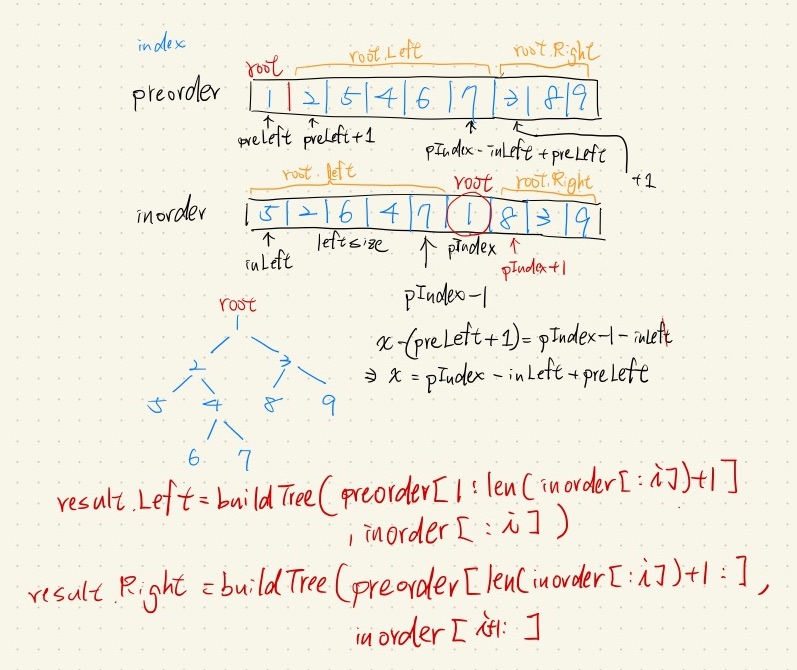 index
root root.Left root.Right
preorder 1 2 5 4 6 7 3 8 9
preLeft preLeft+1 pIndex-inLeft+preLeft +1
root.left root root.Right
inorder 5 2 6 4 7 1 8 3 9
inLeft leftsize pIndex pIndex+1
pIndex-1
root
1
2 3
5 4 8 9
6 7
x-(preLeft+1)=pIndex-1-inLeft
⇒ x = pIndex-inLeft+preLeft
result.Left=buildTree(preorder[1:len(inorder[:i])+1]
,inorder[:i])
result.Right=buildTree(preorder[len(inorder[:i])+1:],
inorder[i+1:]